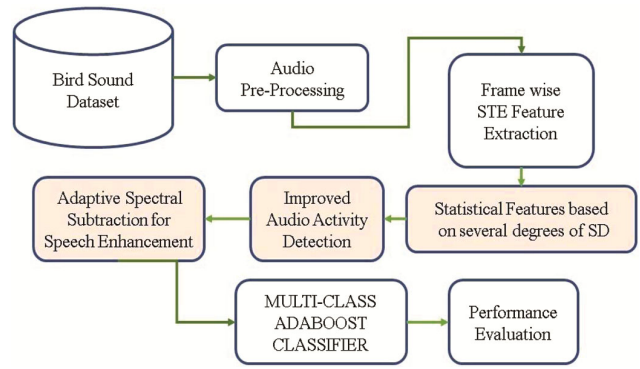 Bird Sound
Dataset
Audio
Pre-Processing
Frame wise
STE Feature
Extraction
Statistical Features based
on several degrees of SD
Improved
Audio Activity
Detection
Adaptive Spectral
Subtraction for
Speech Enhancement
MULTI-CLASS
ADABOOST
CLASSIFIER
Performance
Evaluation